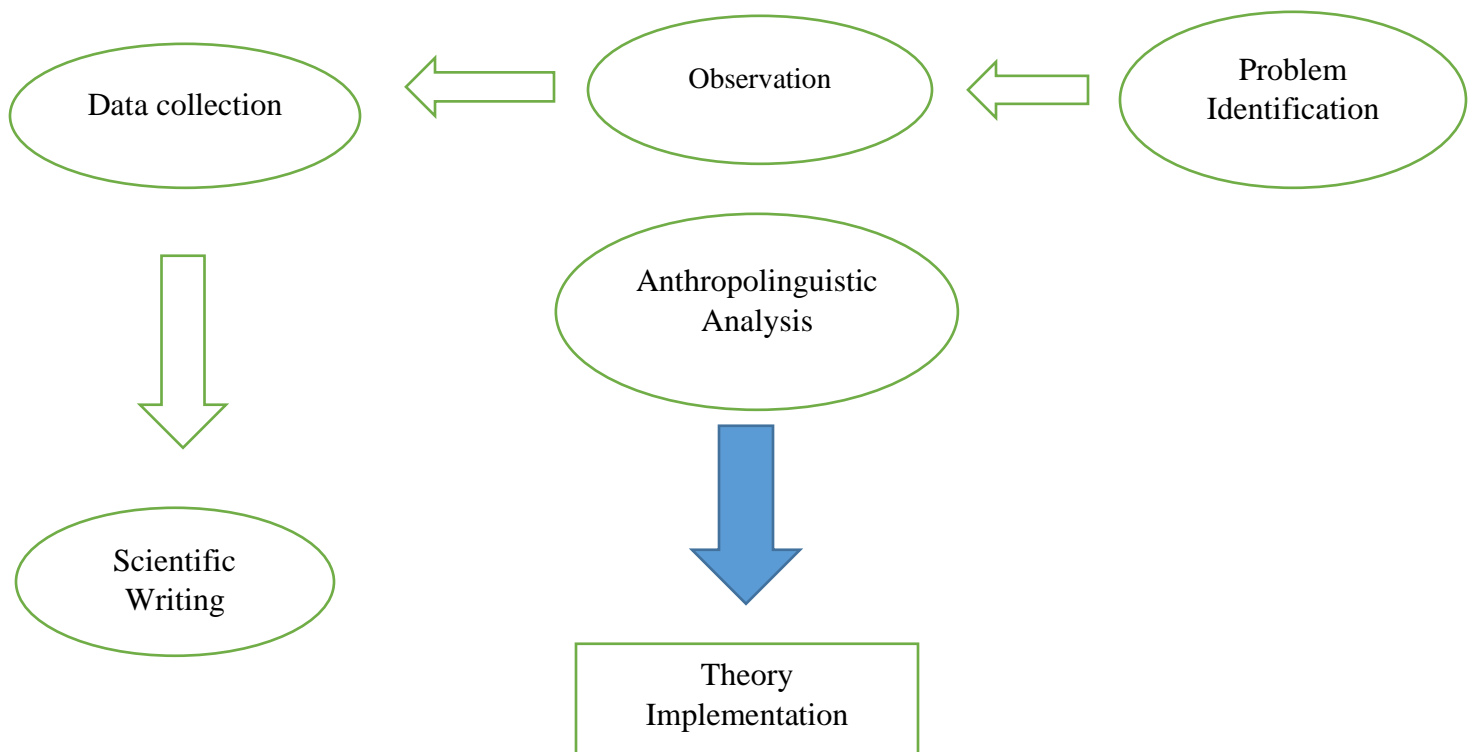 Data collection
Observation
Problem
Identification
Anthropolinguistic
Analysis
Scientific
Writing
Theory
Implementation